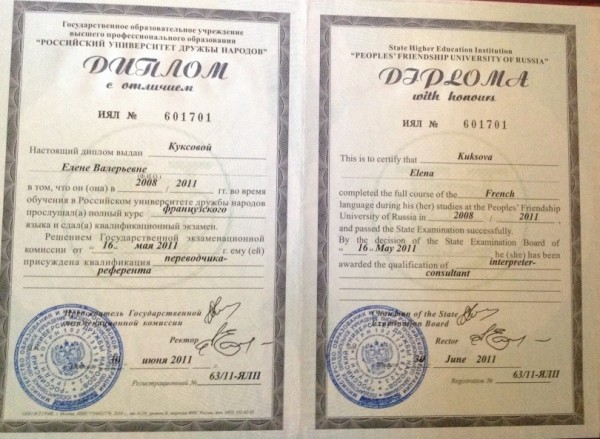 Государственное образовательное учреждение
высшего профессионального образования
"РОССИЙСКИЙ УНИВЕРСИТЕТ ДРУЖБЫ НАРОДОВ"
ДИПЛОМ
с отличием
ИЯЛ № 601701
Настоящий диплом выдан Куксовой
Елене Валерьевне
(Ф.И.О.)
в том, что он (она) в 2008 / 2011 гг. во время
обучения в Российском университете дружбы народов
прослушал(а) полный курс французского
языка и сдал(а) квалификационный экзамен.
Решением Государственной экзаменационной
комиссии от "16" мая 2011 г. ему (ей)
присуждена квалификация переводчика-
референта
Председатель Государственной
экзаменационной комиссии
Ректор
30 июня 2011
Регистрационный № 63/11-ЯЛП
State Higher Education Institution
"PEOPLES' FRIENDSHIP UNIVERSITY OF RUSSIA"
DIPLOMA
with honours
ИЯЛ № 601701
This is to certify that Kuksova
Elena
completed the full course of the French
language during his (her) studies at the Peoples' Friendship
University of Russia in 2008 / 2011,
and passed the State Examination successfully.
By the decision of the State Examination Board of
"16" May 2011 he (she) has been
awarded the qualification of interpreter-
consultant
Chairman of the State
Examination Board
Rector
30 June 2011
Registration № 63/11-ЯЛП